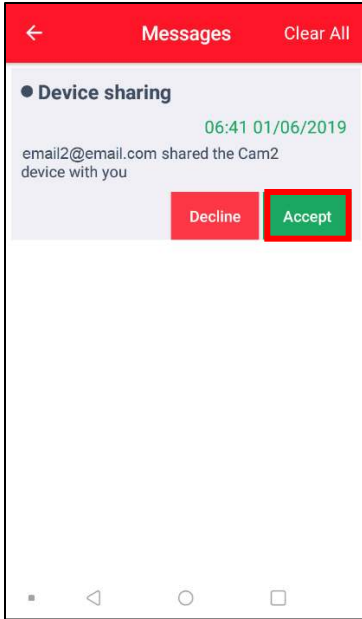 Messages Clear All
Device sharing
06:41 01/06/2019
email2@email.com shared the Cam2
device with you
Decline Accept